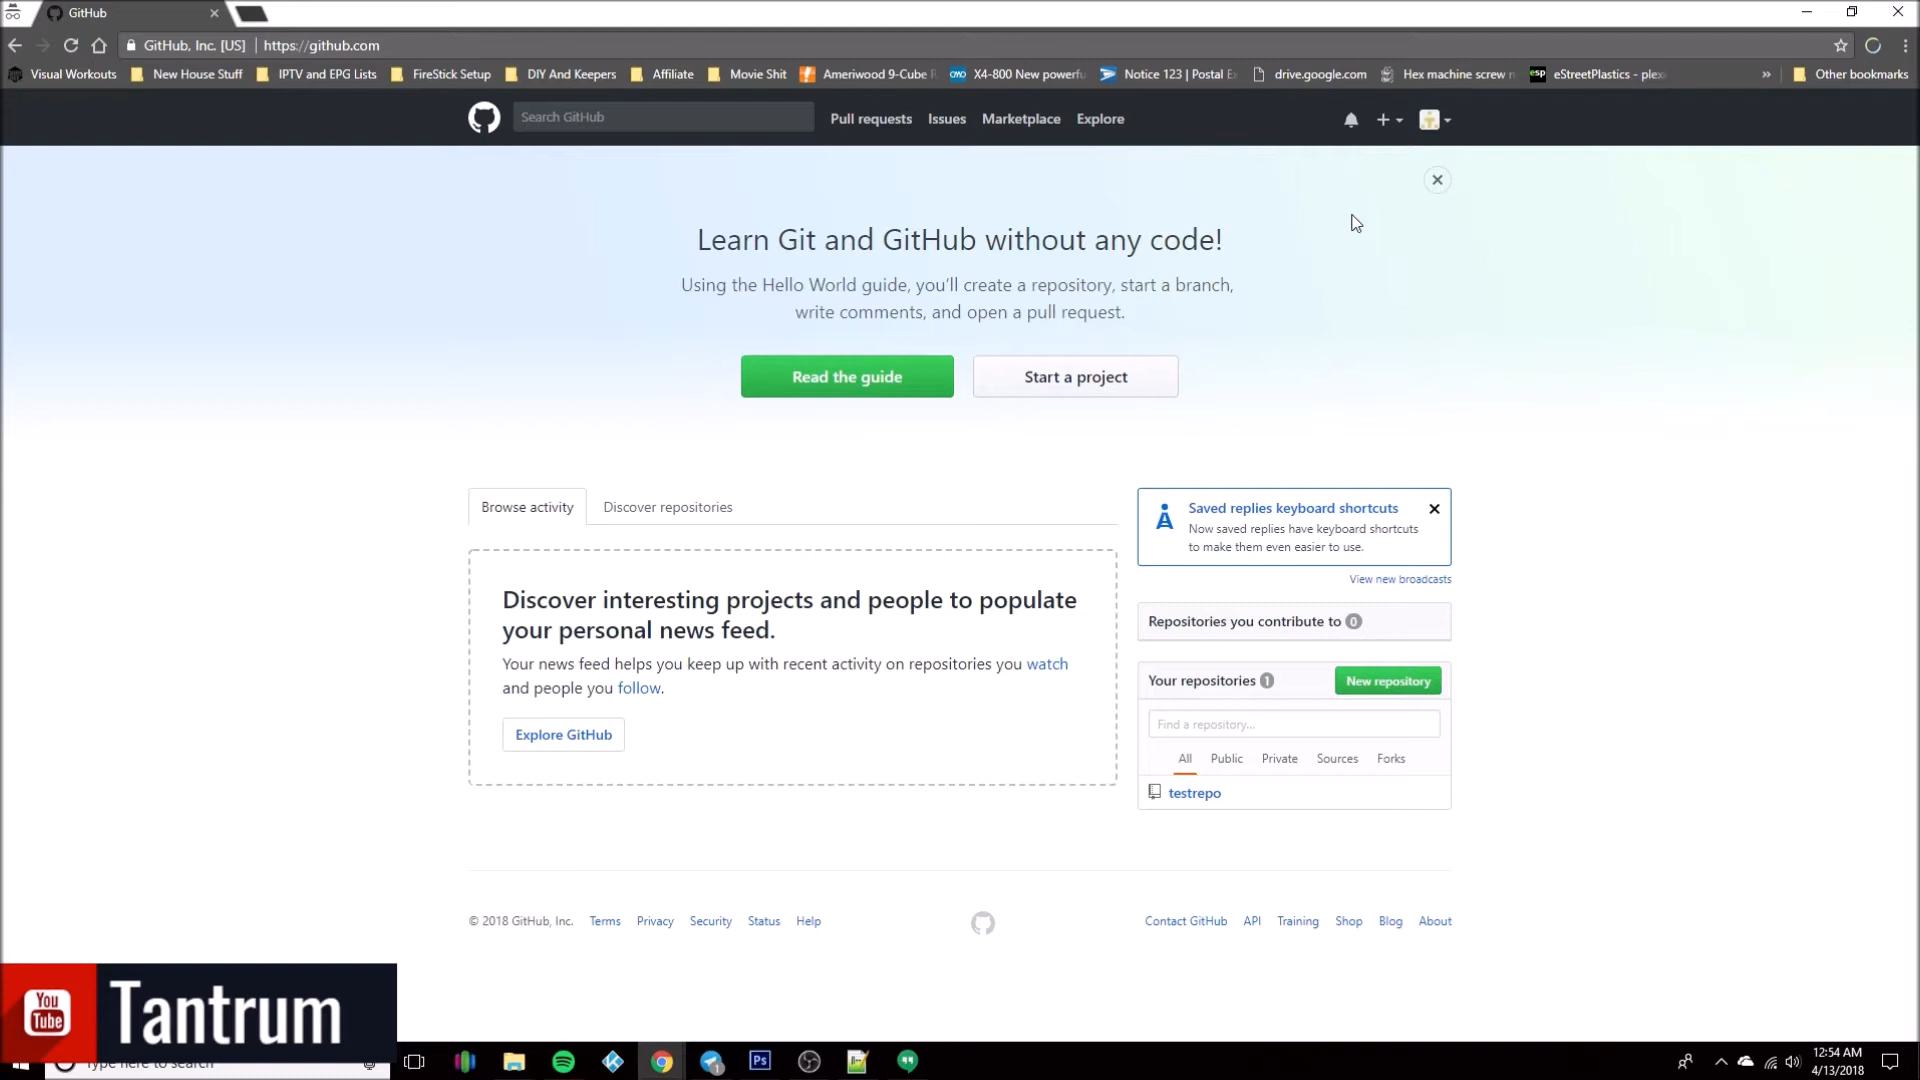 GitHub
GitHub, Inc. [US] https://github.com
Visual Workouts New House Stuff IPTV and EPG Lists FireStick Setup DIY And Keepers Affiliate Movie Shit Ameriwood 9-Cube X4-800 New powerfu Notice 123 | Postal Ex drive.google.com Hex machine screw n eStreetPlastics - plex » Other bookmarks
Search GitHub Pull requests Issues Marketplace Explore
Learn Git and GitHub without any code!
Using the Hello World guide, you’ll create a repository, start a branch,
write comments, and open a pull request.
Read the guide Start a project
Browse activity Discover repositories
Discover interesting projects and people to populate
your personal news feed.
Your news feed helps you keep up with recent activity on repositories you watch
and people you follow.
Explore GitHub
Saved replies keyboard shortcuts
Now saved replies have keyboard shortcuts
to make them even easier to use.
View new broadcasts
Repositories you contribute to 0
Your repositories 1 New repository
Find a repository...
All Public Private Sources Forks
testrepo
© 2018 GitHub, Inc. Terms Privacy Security Status Help
Contact GitHub API Training Shop Blog About
You
Tube
Tantrum
Type here to search
Ps
12:54 AM
4/13/2018